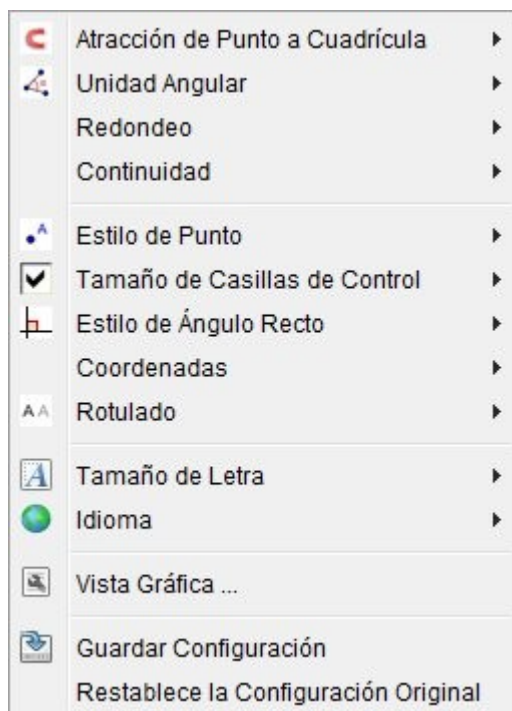 Atracción de Punto a Cuadrícula
Unidad Angular
Redondeo
Continuidad
Estilo de Punto
Tamaño de Casillas de Control
Estilo de Ángulo Recto
Coordenadas
Rotulado
Tamaño de Letra
Idioma
Vista Gráfica ...
Guardar Configuración
Restablece la Configuración Original